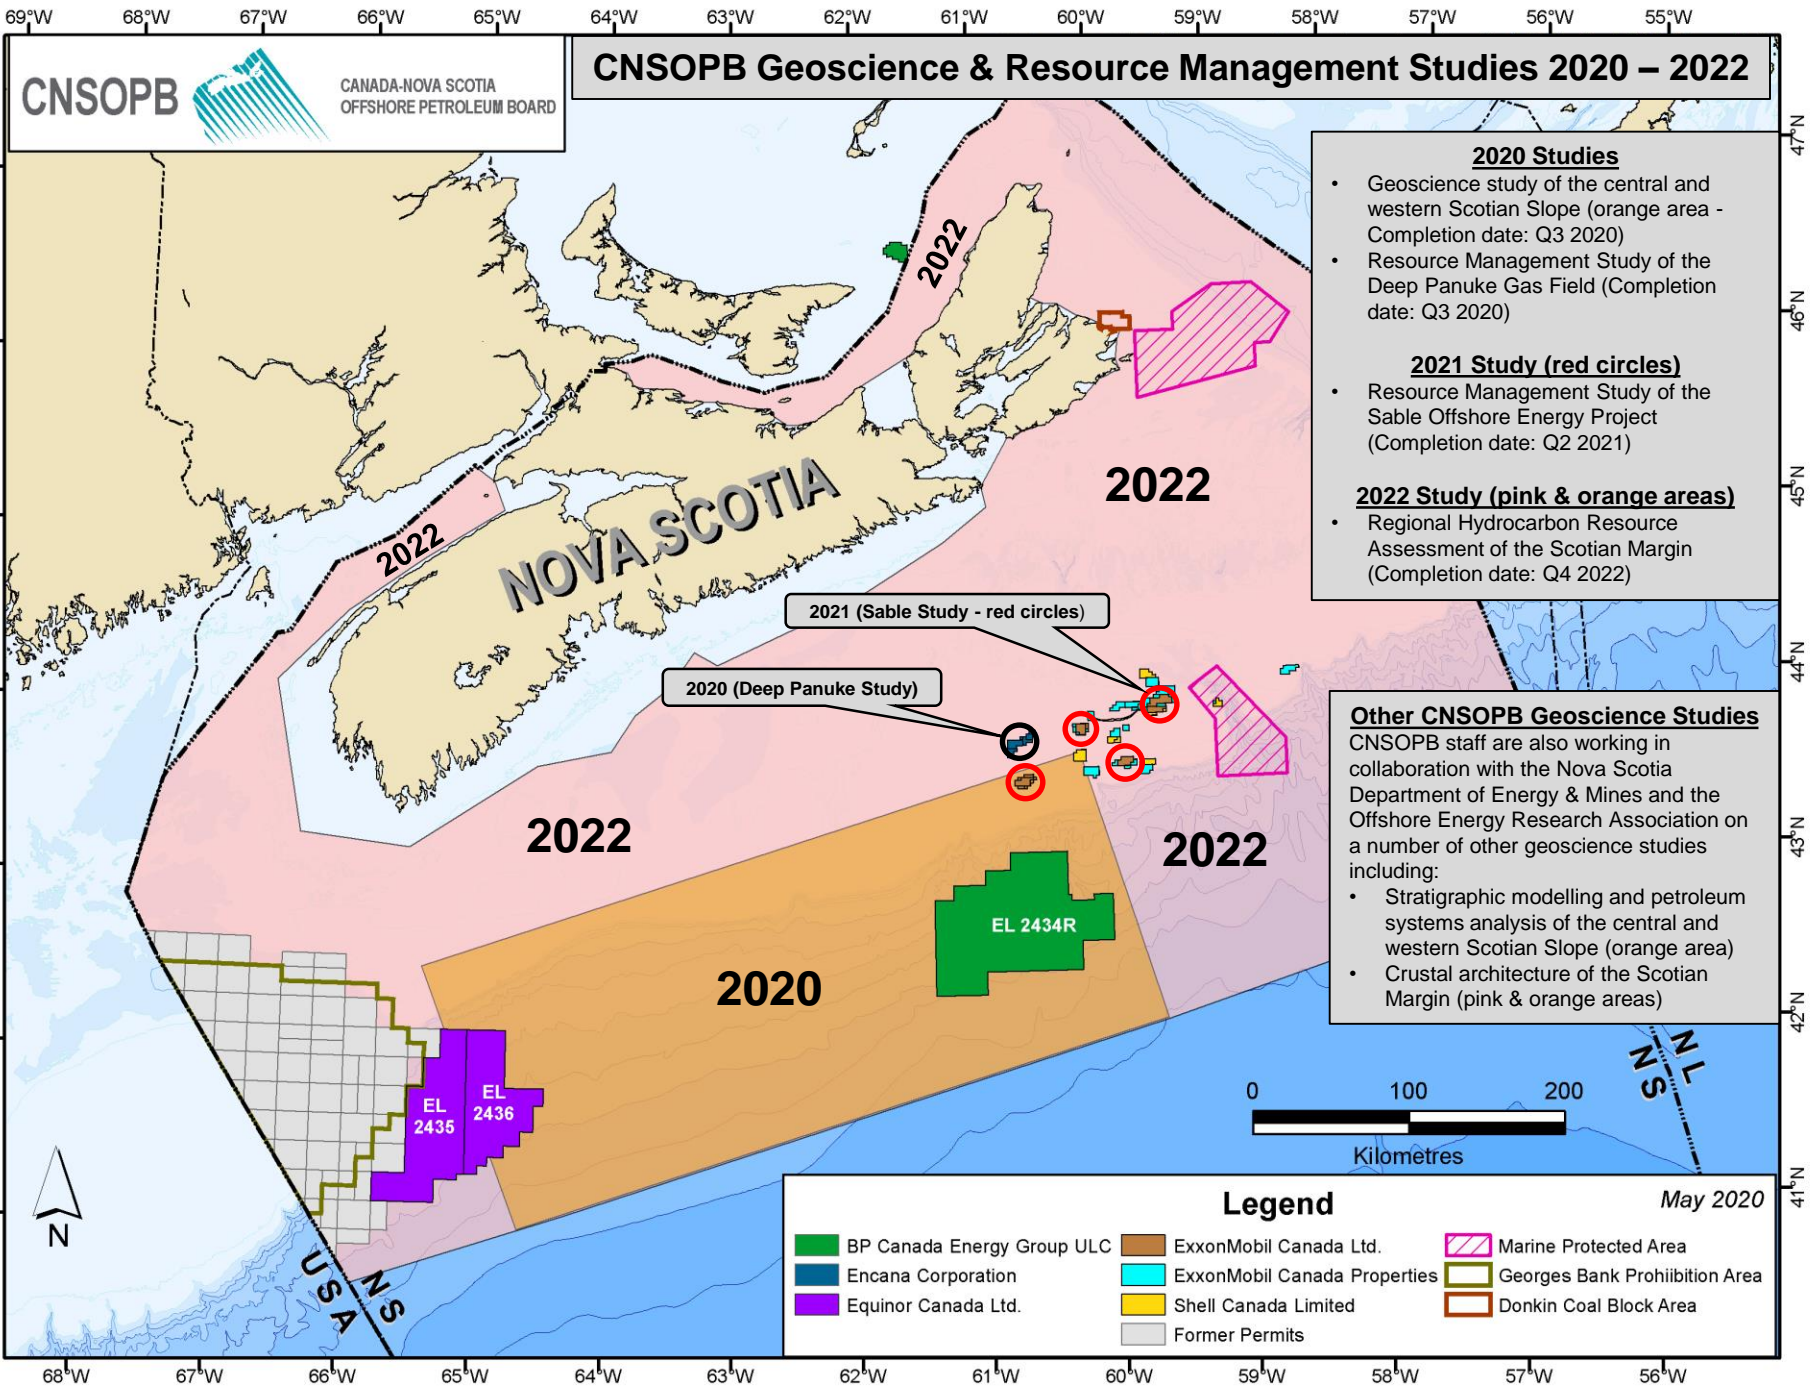 69°W 68°W 67°W 66°W 65°W 64°W 63°W 62°W 61°W 60°W 59°W 58°W 57°W 56°W 55°W
CNSOPB
CANADA-NOVA SCOTIA
OFFSHORE PETROLEUM BOARD
CNSOPB Geoscience & Resource Management Studies 2020 – 2022
47°N
46°N
45°N
44°N
43°N
42°N
41°N
2020 Studies
• Geoscience study of the central and
western Scotian Slope (orange area -
Completion date: Q3 2020)
• Resource Management Study of the
Deep Panuke Gas Field (Completion
date: Q3 2020)
2021 Study (red circles)
• Resource Management Study of the
Sable Offshore Energy Project
(Completion date: Q2 2021)
2022 Study (pink & orange areas)
• Regional Hydrocarbon Resource
Assessment of the Scotian Margin
(Completion date: Q4 2022)
2022
2022
2022
NOVA SCOTIA
2021 (Sable Study - red circles)
2020 (Deep Panuke Study)
2022
2022
2020
EL 2434R
EL
2435
EL
2436
Other CNSOPB Geoscience Studies
CNSOPB staff are also working in
collaboration with the Nova Scotia
Department of Energy & Mines and the
Offshore Energy Research Association on
a number of other geoscience studies
including:
• Stratigraphic modelling and petroleum
systems analysis of the central and
western Scotian Slope (orange area)
• Crustal architecture of the Scotian
Margin (pink & orange areas)
NL
NS
0 100 200
Kilometres
N
USA
NS
Legend
May 2020
BP Canada Energy Group ULC
Encana Corporation
Equinor Canada Ltd.
ExxonMobil Canada Ltd.
ExxonMobil Canada Properties
Shell Canada Limited
Former Permits
Marine Protected Area
Georges Bank Prohiibition Area
Donkin Coal Block Area
68°W 67°W 66°W 65°W 64°W 63°W 62°W 61°W 60°W 59°W 58°W 57°W 56°W